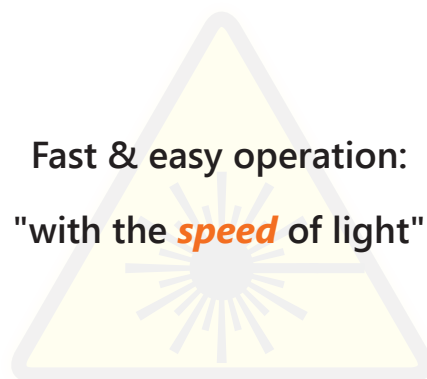 Fast & easy operation:
"with the speed of light"